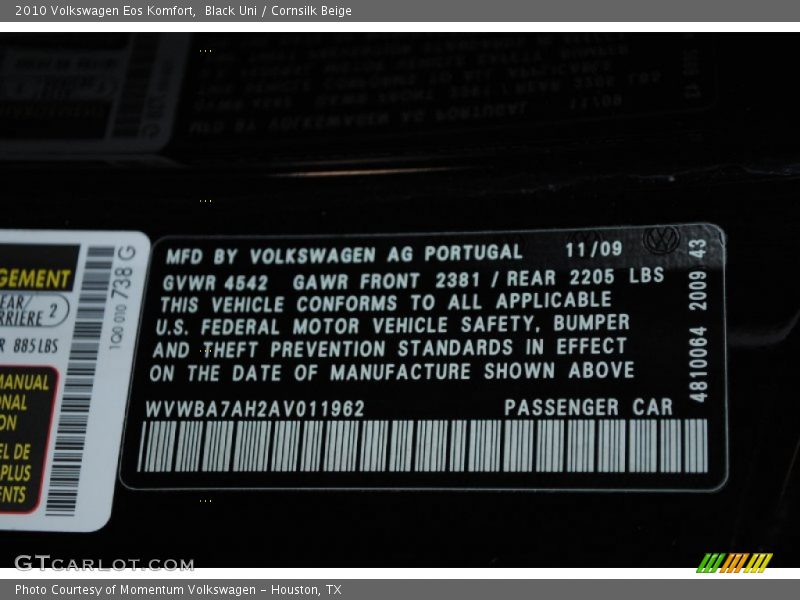 2010 Volkswagen Eos Komfort,  Black Uni / Cornsilk Beige
MFD BY VOLKSWAGEN AG PORTUGAL 11/09
GVWR 4542 GAWR FRONT 2381 / REAR 2205 LBS
THIS VEHICLE CONFORMS TO ALL APPLICABLE
U.S. FEDERAL MOTOR VEHICLE SAFETY, BUMPER
AND THEFT PREVENTION STANDARDS IN EFFECT
ON THE DATE OF MANUFACTURE SHOWN ABOVE
WVWBA7AH2AV011962 PASSENGER CAR
4810064 2009 43
GEMENT
EAR/
RRIÈRE 2
R 885 LBS
MANUAL
ONAL
ON
EL DE
PLUS
ENTS
1Q0 010 738 G
GTCARLOT.COM
Photo Courtesy of Momentum Volkswagen - Houston, TX